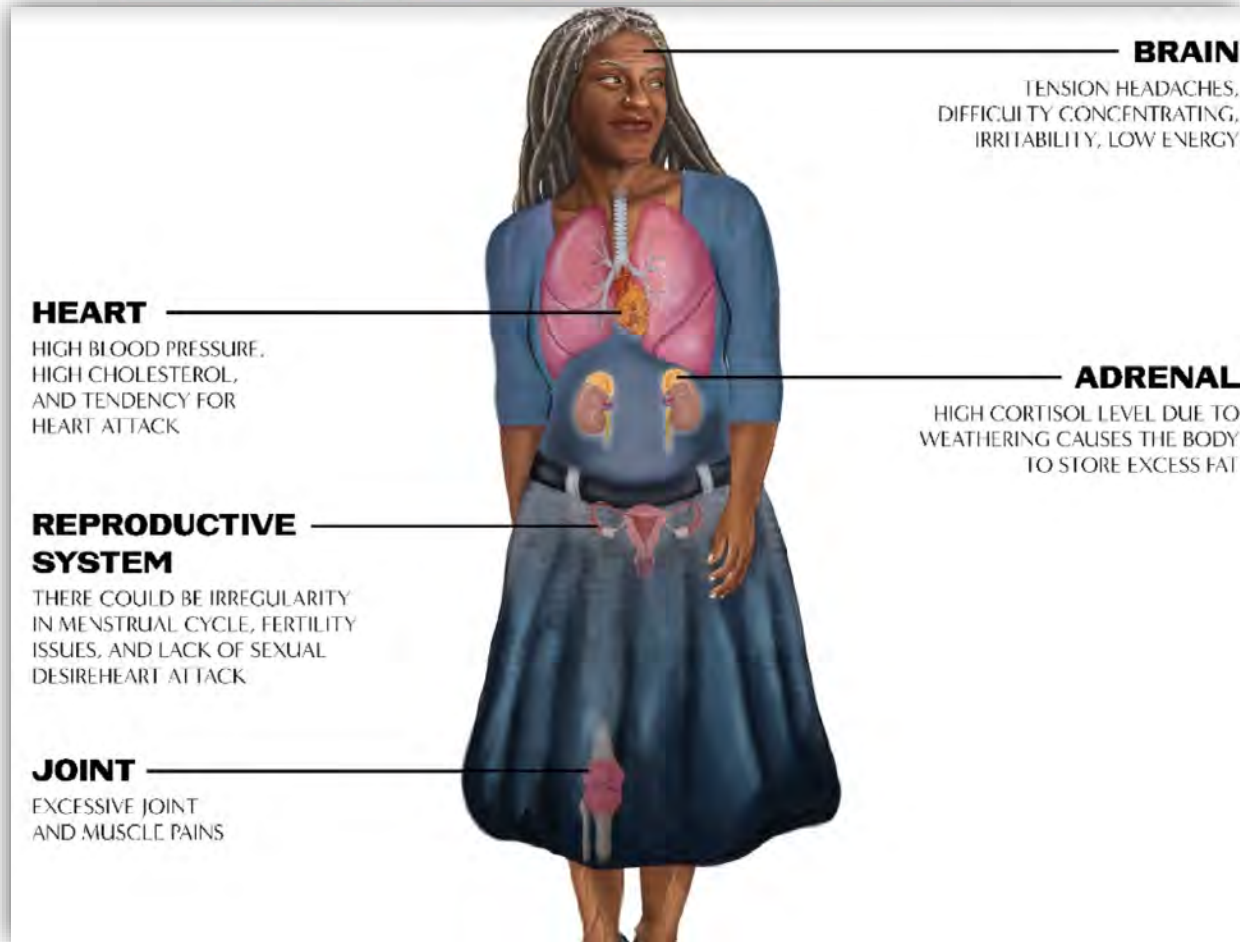 BRAIN
TENSION HEADACHES,
DIFFICULTY CONCENTRATING,
IRRITABILITY, LOW ENERGY
HEART
HIGH BLOOD PRESSURE,
HIGH CHOLESTEROL,
AND TENDENCY FOR
HEART ATTACK
ADRENAL
HIGH CORTISOL LEVEL DUE TO
WEATHERING CAUSES THE BODY
TO STORE EXCESS FAT
REPRODUCTIVE
SYSTEM
THERE COULD BE IRREGULARITY
IN MENSTRUAL CYCLE, FERTILITY
ISSUES, AND LACK OF SEXUAL
DESIREHEART ATTACK
JOINT
EXCESSIVE JOINT
AND MUSCLE PAINS